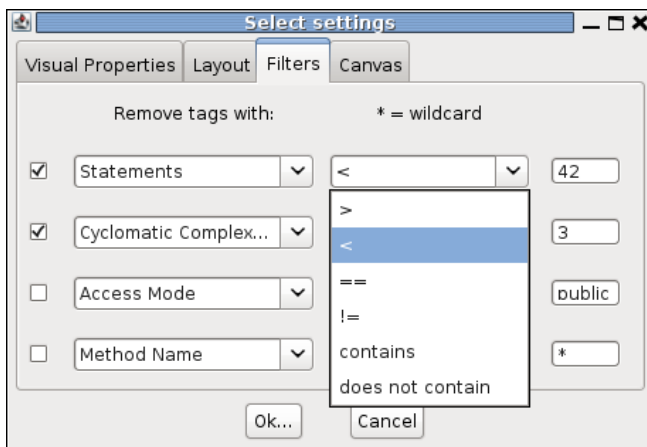 Select settings
Visual Properties Layout Filters Canvas
Remove tags with: * = wildcard
Statements < 42
>
Cyclomatic Complex... < 3
Access Mode == public
!=
Method Name contains *
does not contain
Ok... Cancel